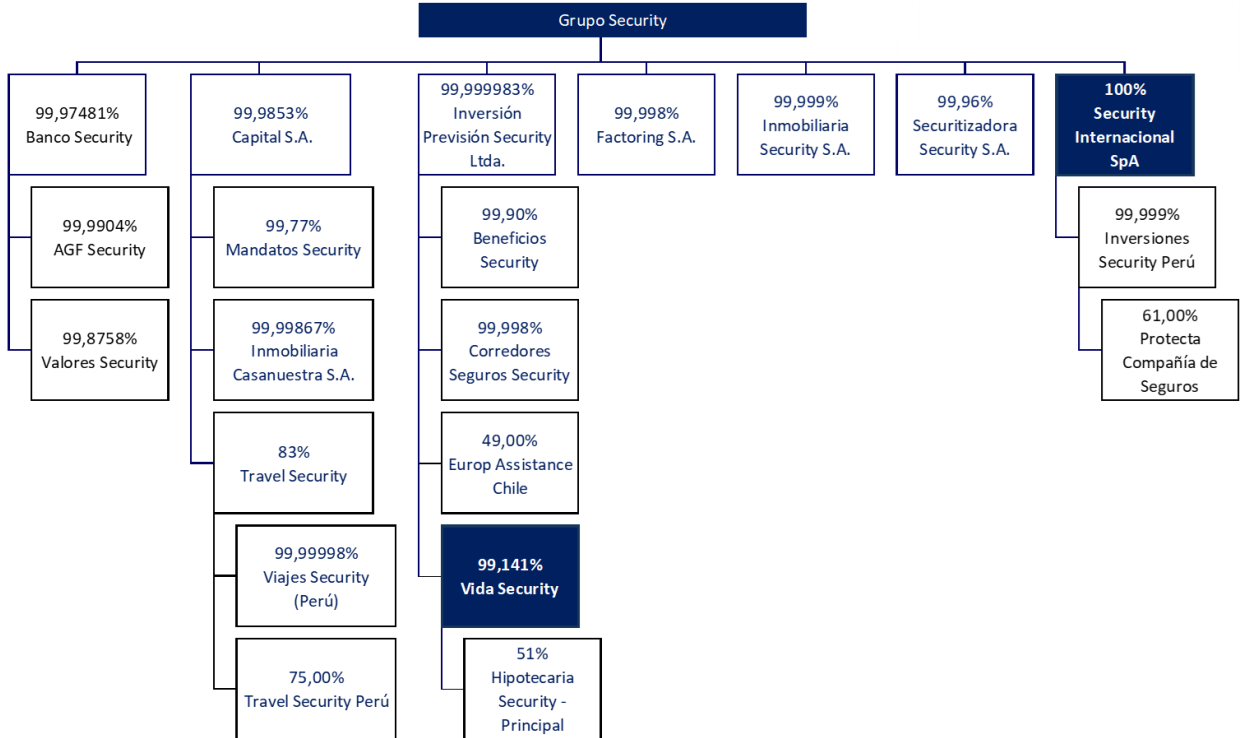 Grupo Security
99,97481%
Banco Security
99,9904%
AGF Security
99,8758%
Valores Security
99,9853%
Capital S.A.
99,77%
Mandatos Security
99,99867%
Inmobiliaria
Casanuestra S.A.
83%
Travel Security
99,99998%
Viajes Security
(Perú)
75,00%
Travel Security Perú
99,999983%
Inversión
Previsión Security
Ltda.
99,90%
Beneficios
Security
99,998%
Corredores
Seguros Security
49,00%
Europ Assistance
Chile
99,141%
Vida Security
51%
Hipotecaria
Security -
Principal
99,998%
Factoring S.A.
99,999%
Inmobiliaria
Security S.A.
99,96%
Securitizadora
Security S.A.
100%
Security
Internacional
SpA
99,999%
Inversiones
Security Perú
61,00%
Protecta
Compañía de
Seguros